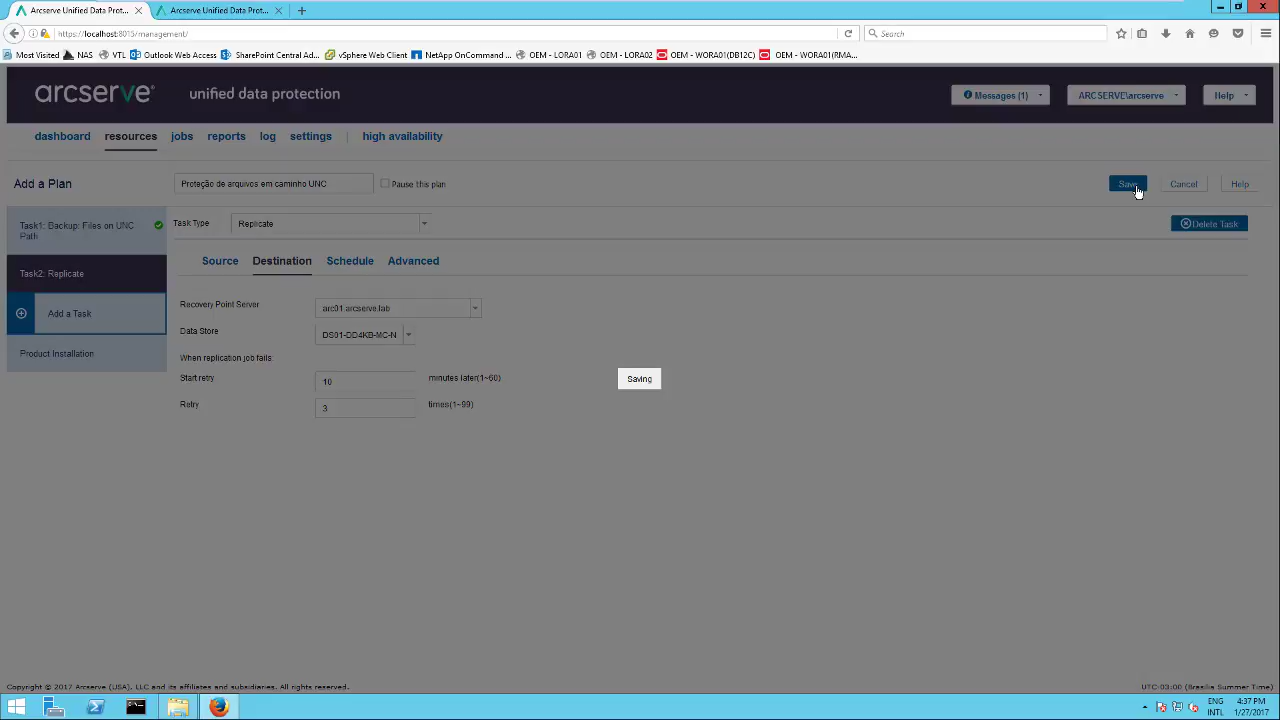 Arcserve Unified Data Prote...
Arcserve Unified Data Prot...
https://localhost:8015/management/
Search
Most Visited NAS VTL Outlook Web Access SharePoint Central Ad... vSphere Web Client NetApp OnCommand ... OEM - LORA01 OEM - LORA02 OEM - WORA01(DB12C) OEM - WORA01(RMA...
arcserve® unified data protection
Messages (1) ARCSERVE\arcserve Help
dashboard resources jobs reports log settings high availability
Add a Plan Proteção de arquivos em caminho UNC Pause this plan Save Cancel Help
Task1: Backup: Files on UNC
Path
Task Type Replicate Delete Task
Task2: Replicate
Add a Task
Product Installation
Source Destination Schedule Advanced
Recovery Point Server arc01.arcserve.lab
Data Store DS01-DD4KB-MC-N
When replication job fails:
Start retry 10 minutes later(1~60)
Retry 3 times(1~99)
Saving
Copyright © 2017 Arcserve (USA), LLC and its affiliates and subsidiaries. All rights reserved. UTC-03:00 (Brasilia Summer Time)
ENG
INTL
4:37 PM
1/27/2017